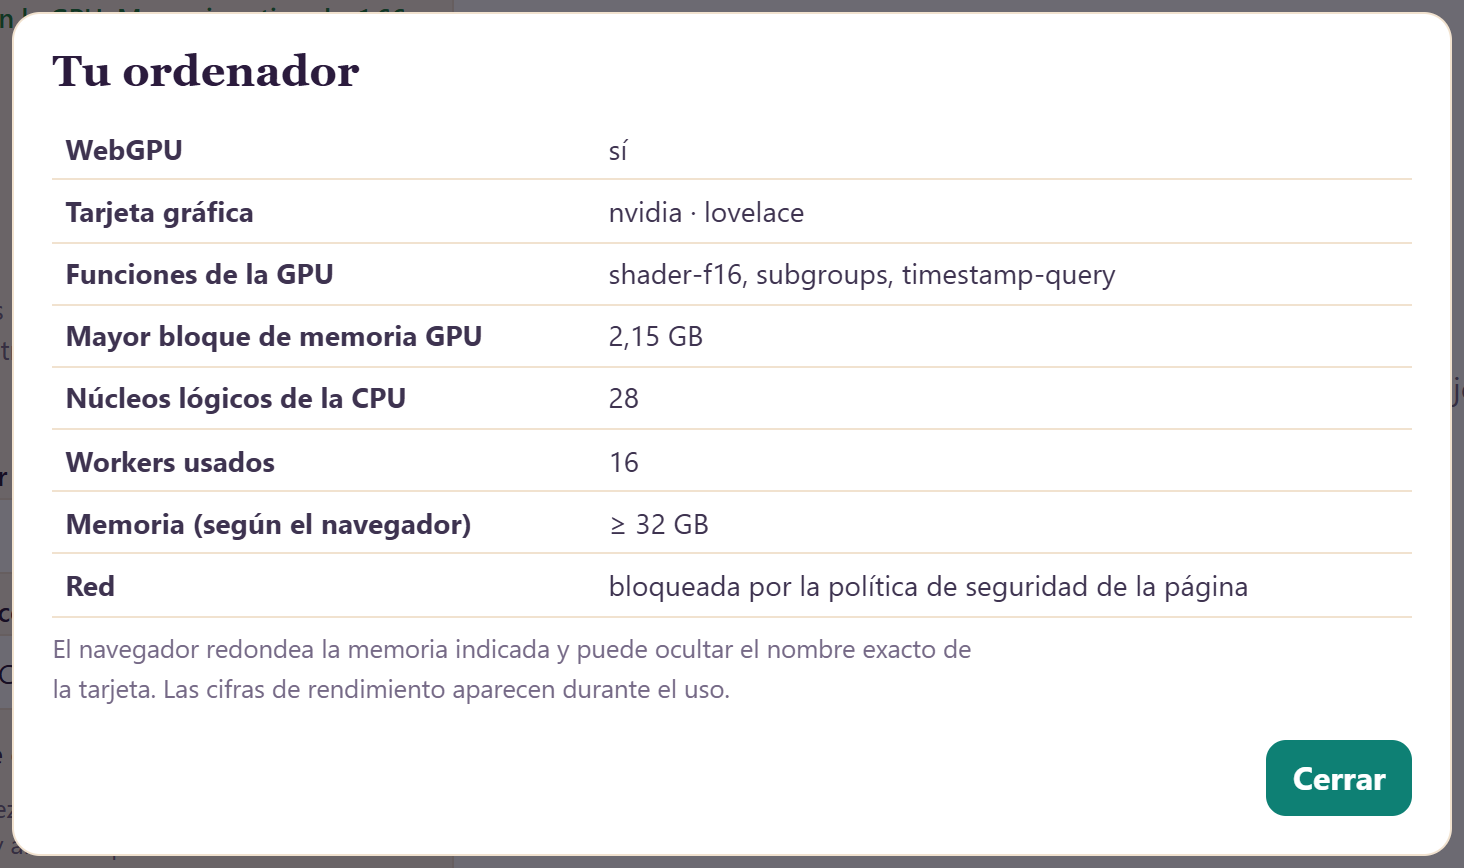 Tu ordenador
WebGPU sí
Tarjeta gráfica nvidia · lovelace
Funciones de la GPU shader-f16, subgroups, timestamp-query
Mayor bloque de memoria GPU 2,15 GB
Núcleos lógicos de la CPU 28
Workers usados 16
Memoria (según el navegador) ≥ 32 GB
Red bloqueada por la política de seguridad de la página
El navegador redondea la memoria indicada y puede ocultar el nombre exacto de
la tarjeta. Las cifras de rendimiento aparecen durante el uso.
Cerrar